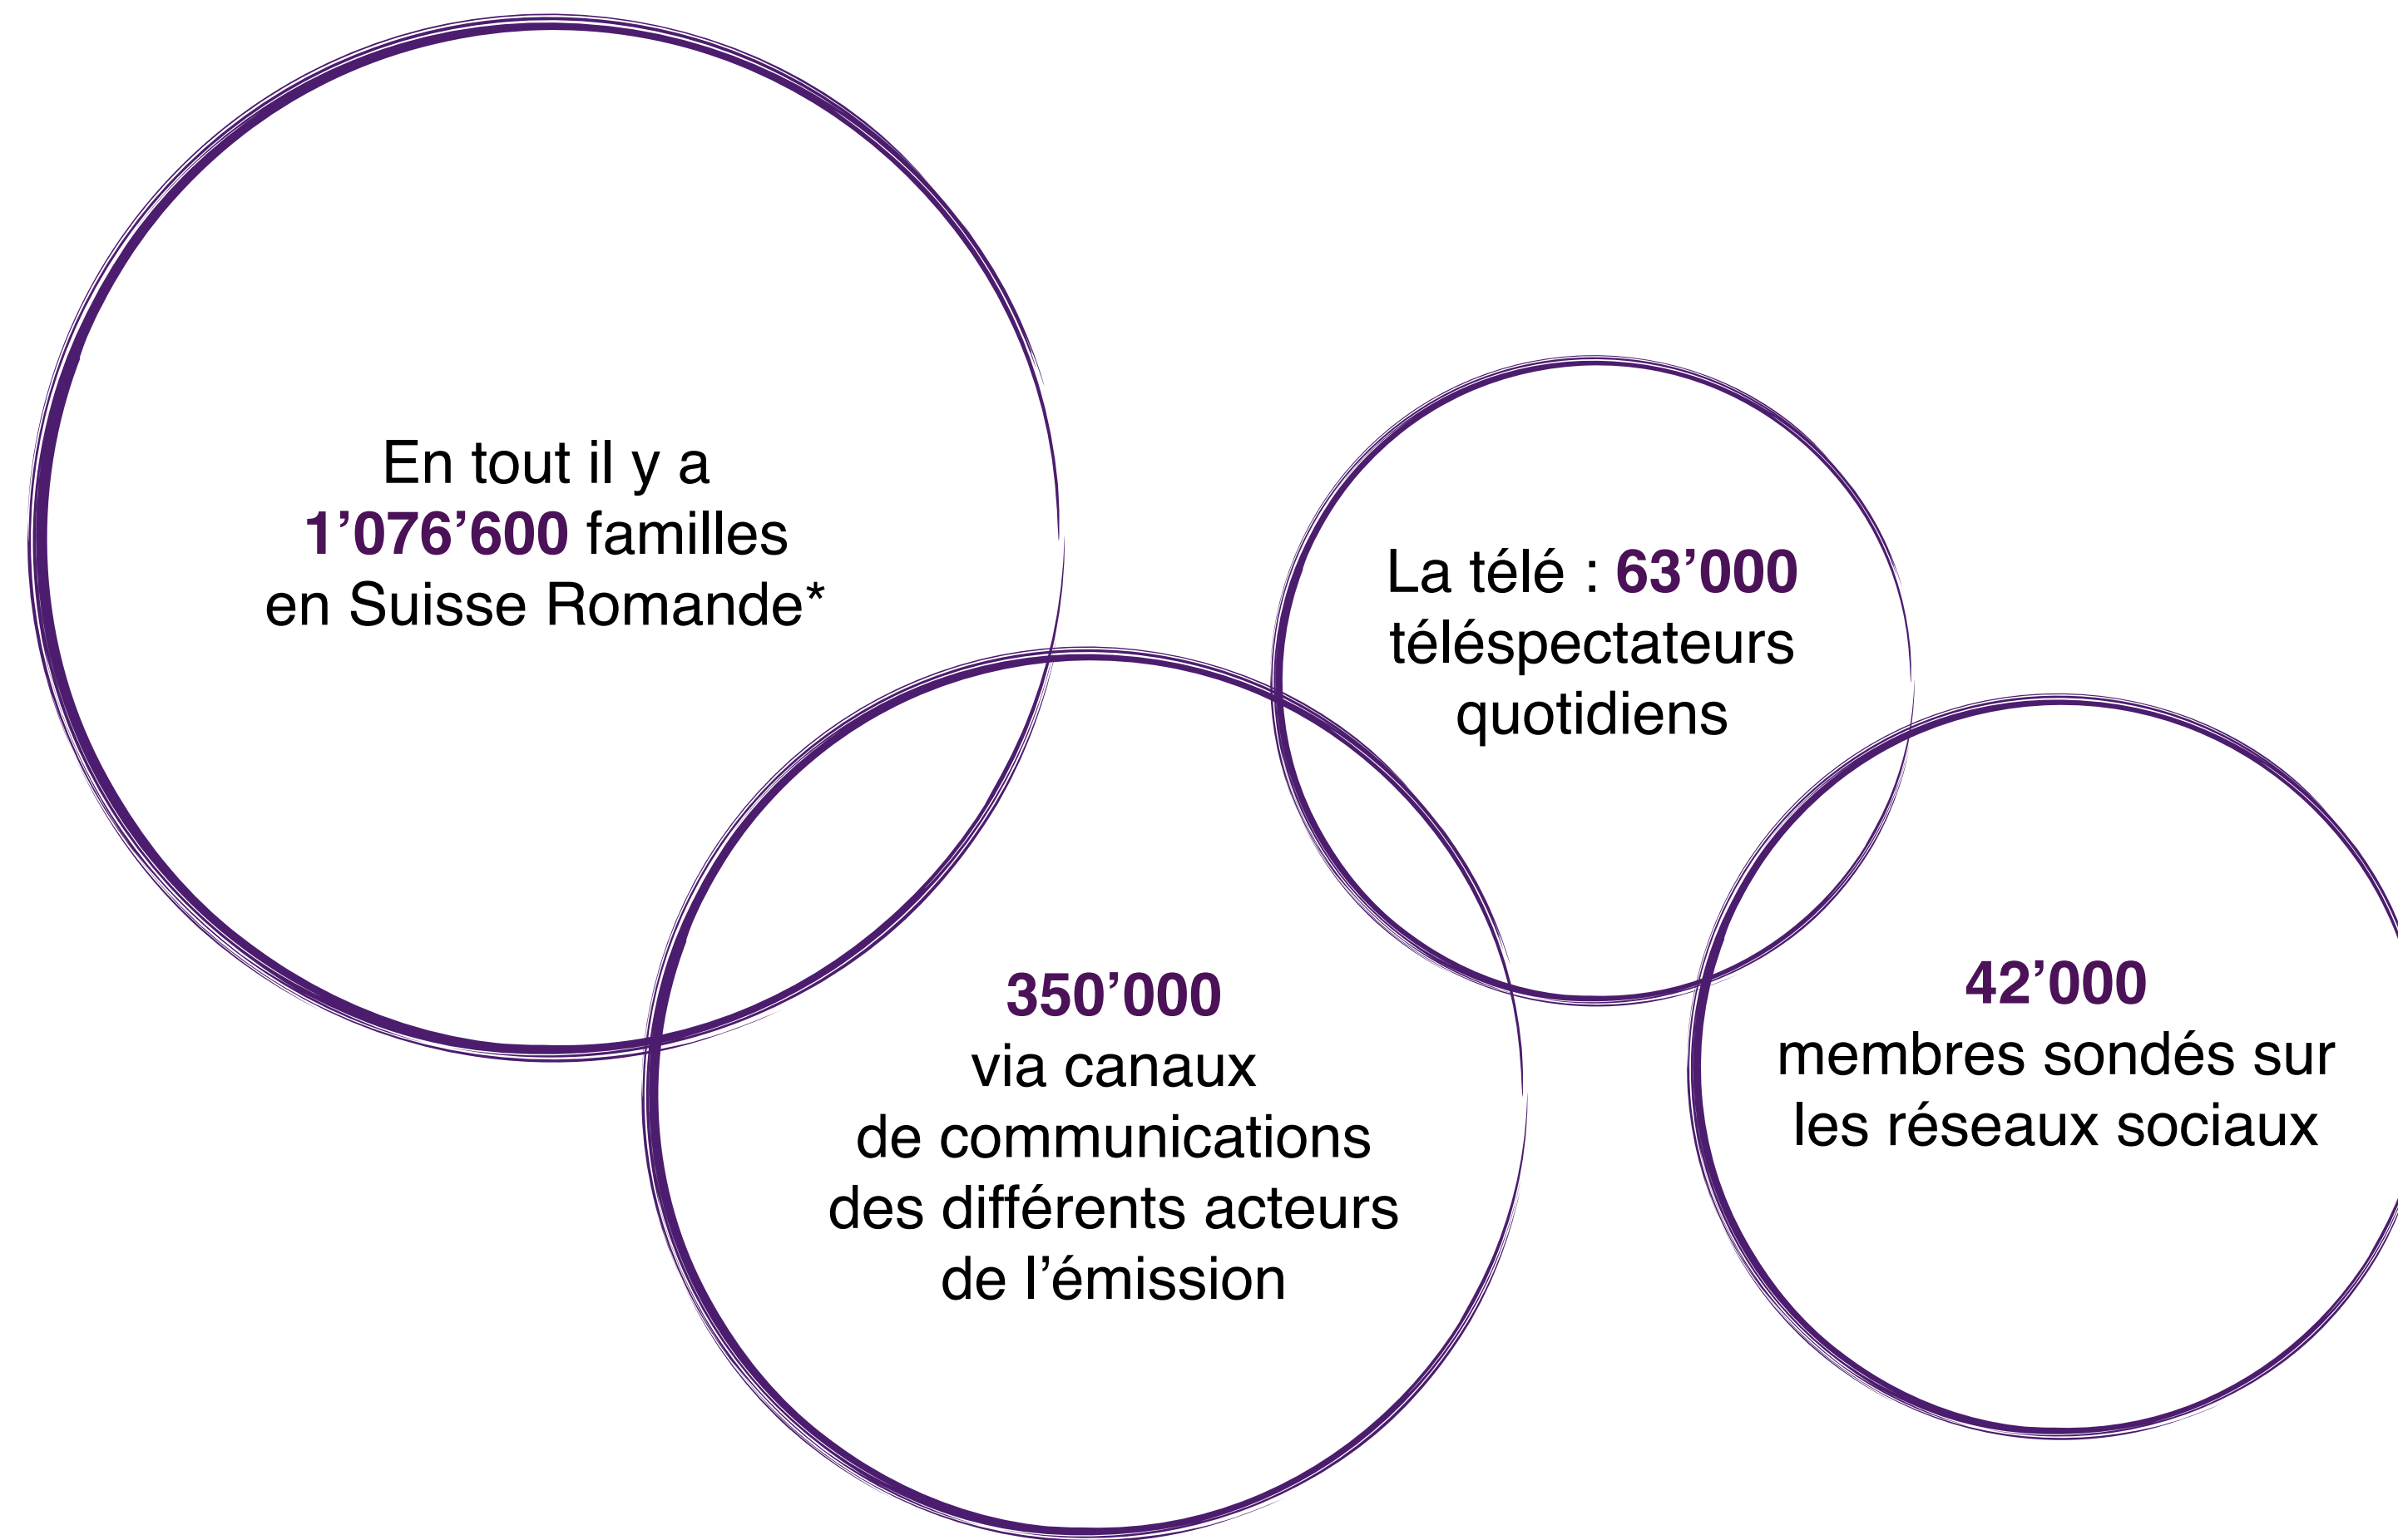 En tout il y a
1’076’600 familles
en Suisse Romande*
La télé : 63’000
téléspectateurs
quotidiens
350’000
via canaux
de communications
des différents acteurs
de l’émission
42’000
membres sondés sur
les réseaux sociaux